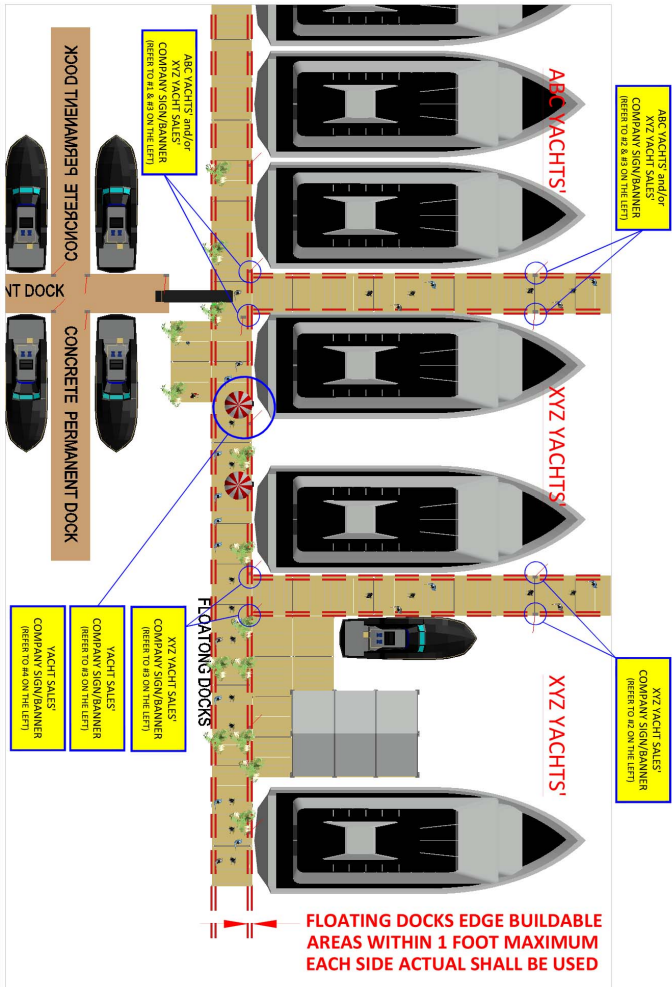 ABC YACHTS' and/or
XYZ YACHT SALES'
COMPANY SIGN/BANNER
(REFER TO #1 & #3 ON THE LEFT)
ABC YACHTS'
ABC YACHTS' and/or
XYZ YACHT SALES'
COMPANY SIGN/BANNER
(REFER TO #2 & #3 ON THE LEFT)
CONCRETE PERMANENT DOCK
NT DOCK
CONCRETE PERMANENT DOCK
XYZ YACHTS'
FLOATONG DOCKS
YACHT SALES'
COMPANY SIGN/BANNER
(REFER TO #4 ON THE LEFT)
YACHT SALES'
COMPANY SIGN/BANNER
(REFER TO #3 ON THE LEFT)
XYZ YACHT SALES'
COMPANY SIGN/BANNER
(REFER TO #3 ON THE LEFT)
XYZ YACHTS'
XYZ YACHT SALES'
COMPANY SIGN/BANNER
(REFER TO #2 ON THE LEFT)
FLOATING DOCKS EDGE BUILDABLE
AREAS WITHIN 1 FOOT MAXIMUM
EACH SIDE ACTUAL SHALL BE USED